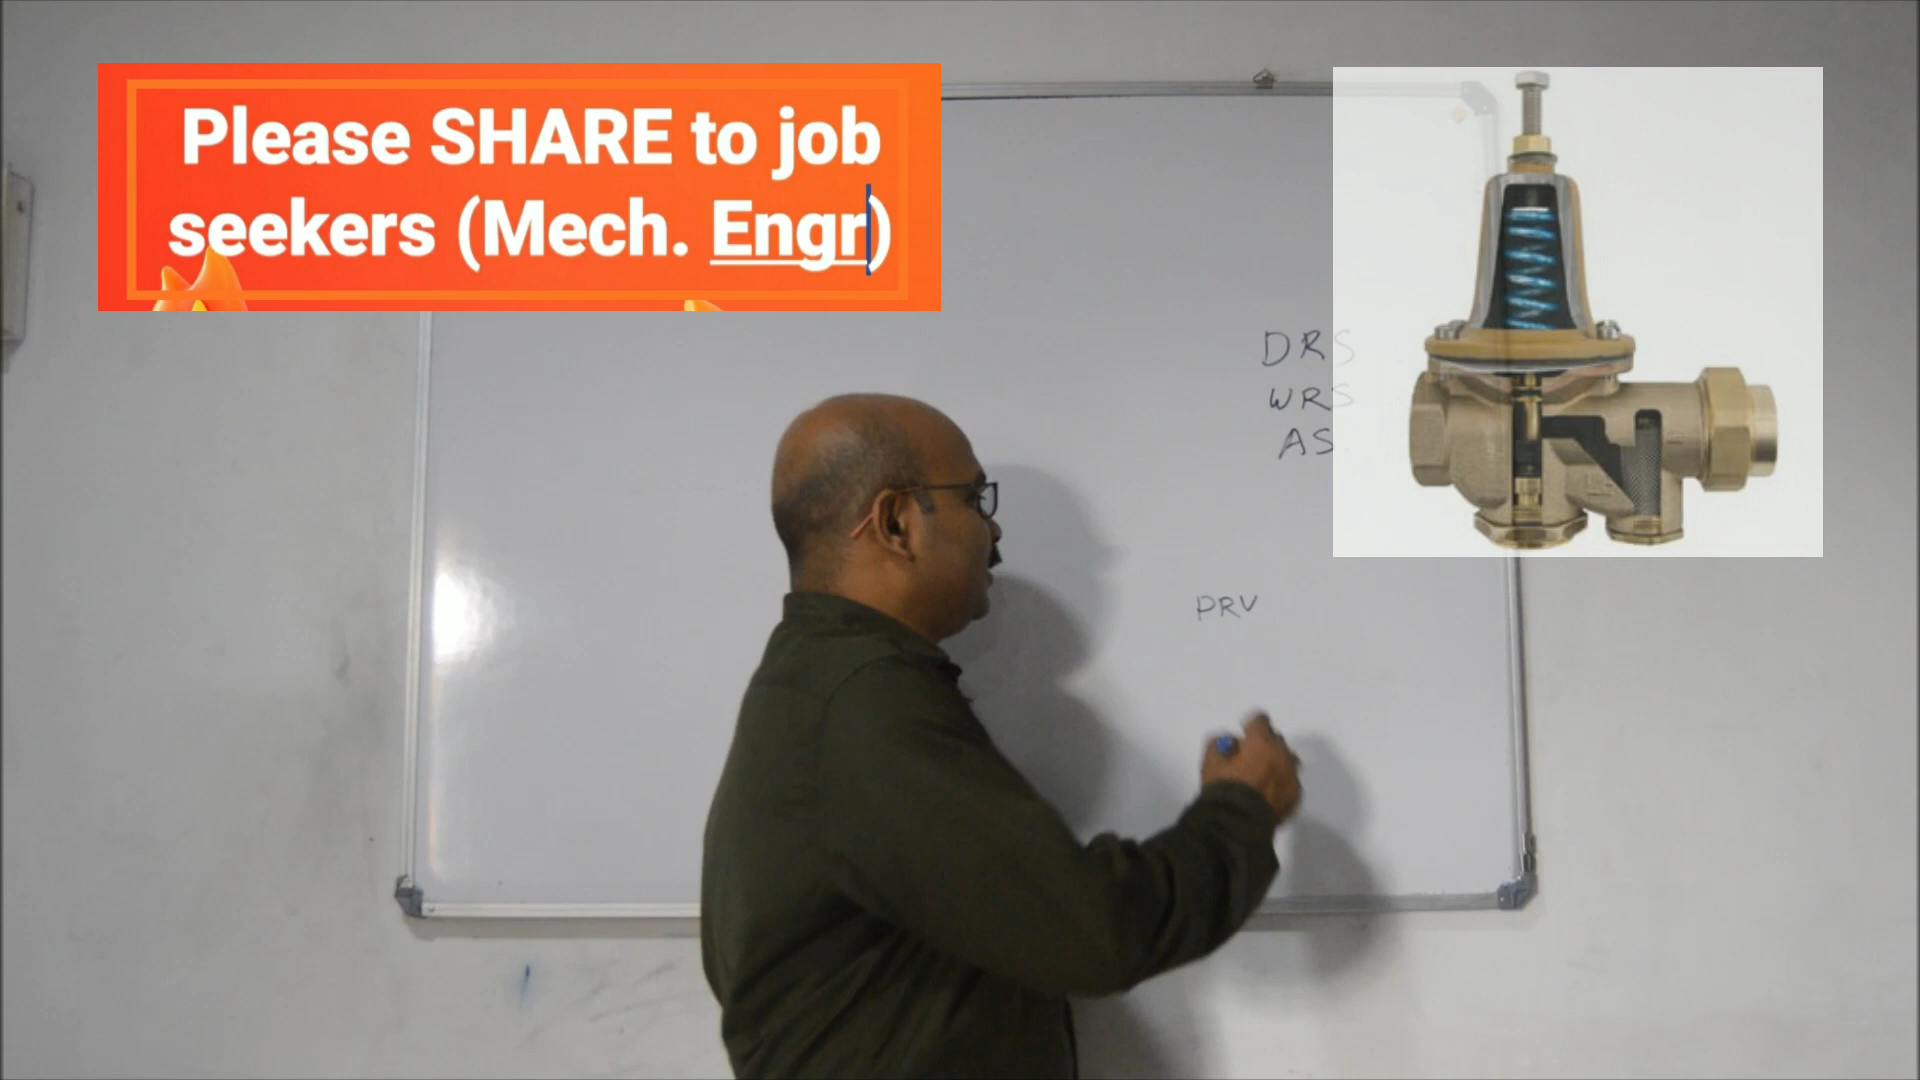 Please SHARE to job
seekers (Mech. Engr)
DRS
WRS
AS
PRV